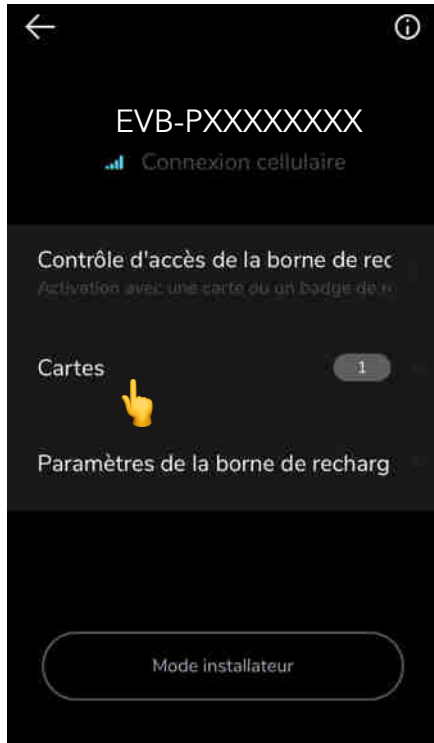 EVB-PXXXXXXXX
Connexion cellulaire
Contrôle d'accès de la borne de rec
Activation avec une carte ou un badge de r
Cartes
1
Paramètres de la borne de recharg
Mode installateur